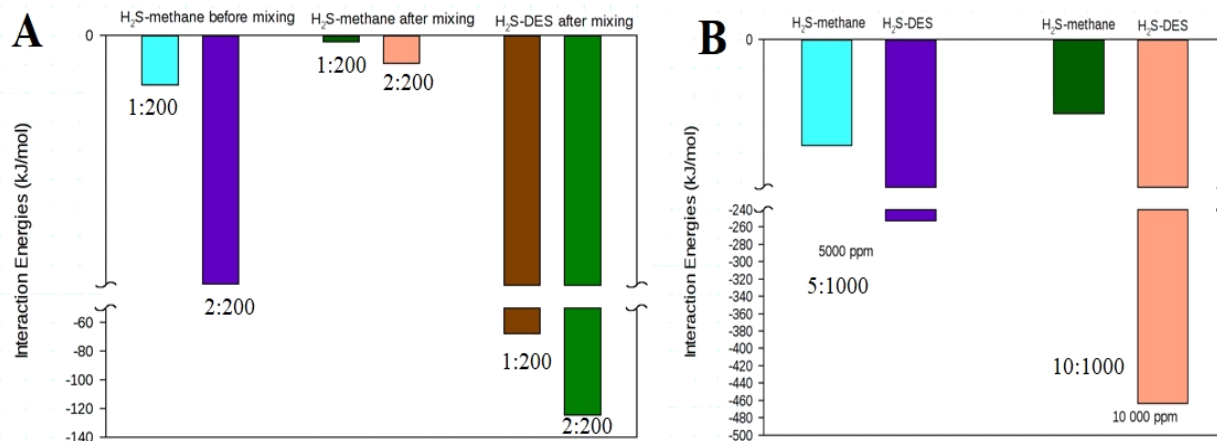 A
H₂S-methane before mixing
H₂S-methane after mixing
H₂S-DES after mixing
0
1:200
2:200
1:200
2:200
Interaction Energies (kJ/mol)
-60
-80
-100
-120
-140
1:200
2:200
B
H₂S-methane
H₂S-DES
H₂S-methane
H₂S-DES
0
Interaction Energies (kJ/mol)
-240
-260
-280
-300
-320
-340
-360
-380
-400
-420
-440
-460
-480
-500
5000 ppm
5:1000
10:1000
10 000 ppm